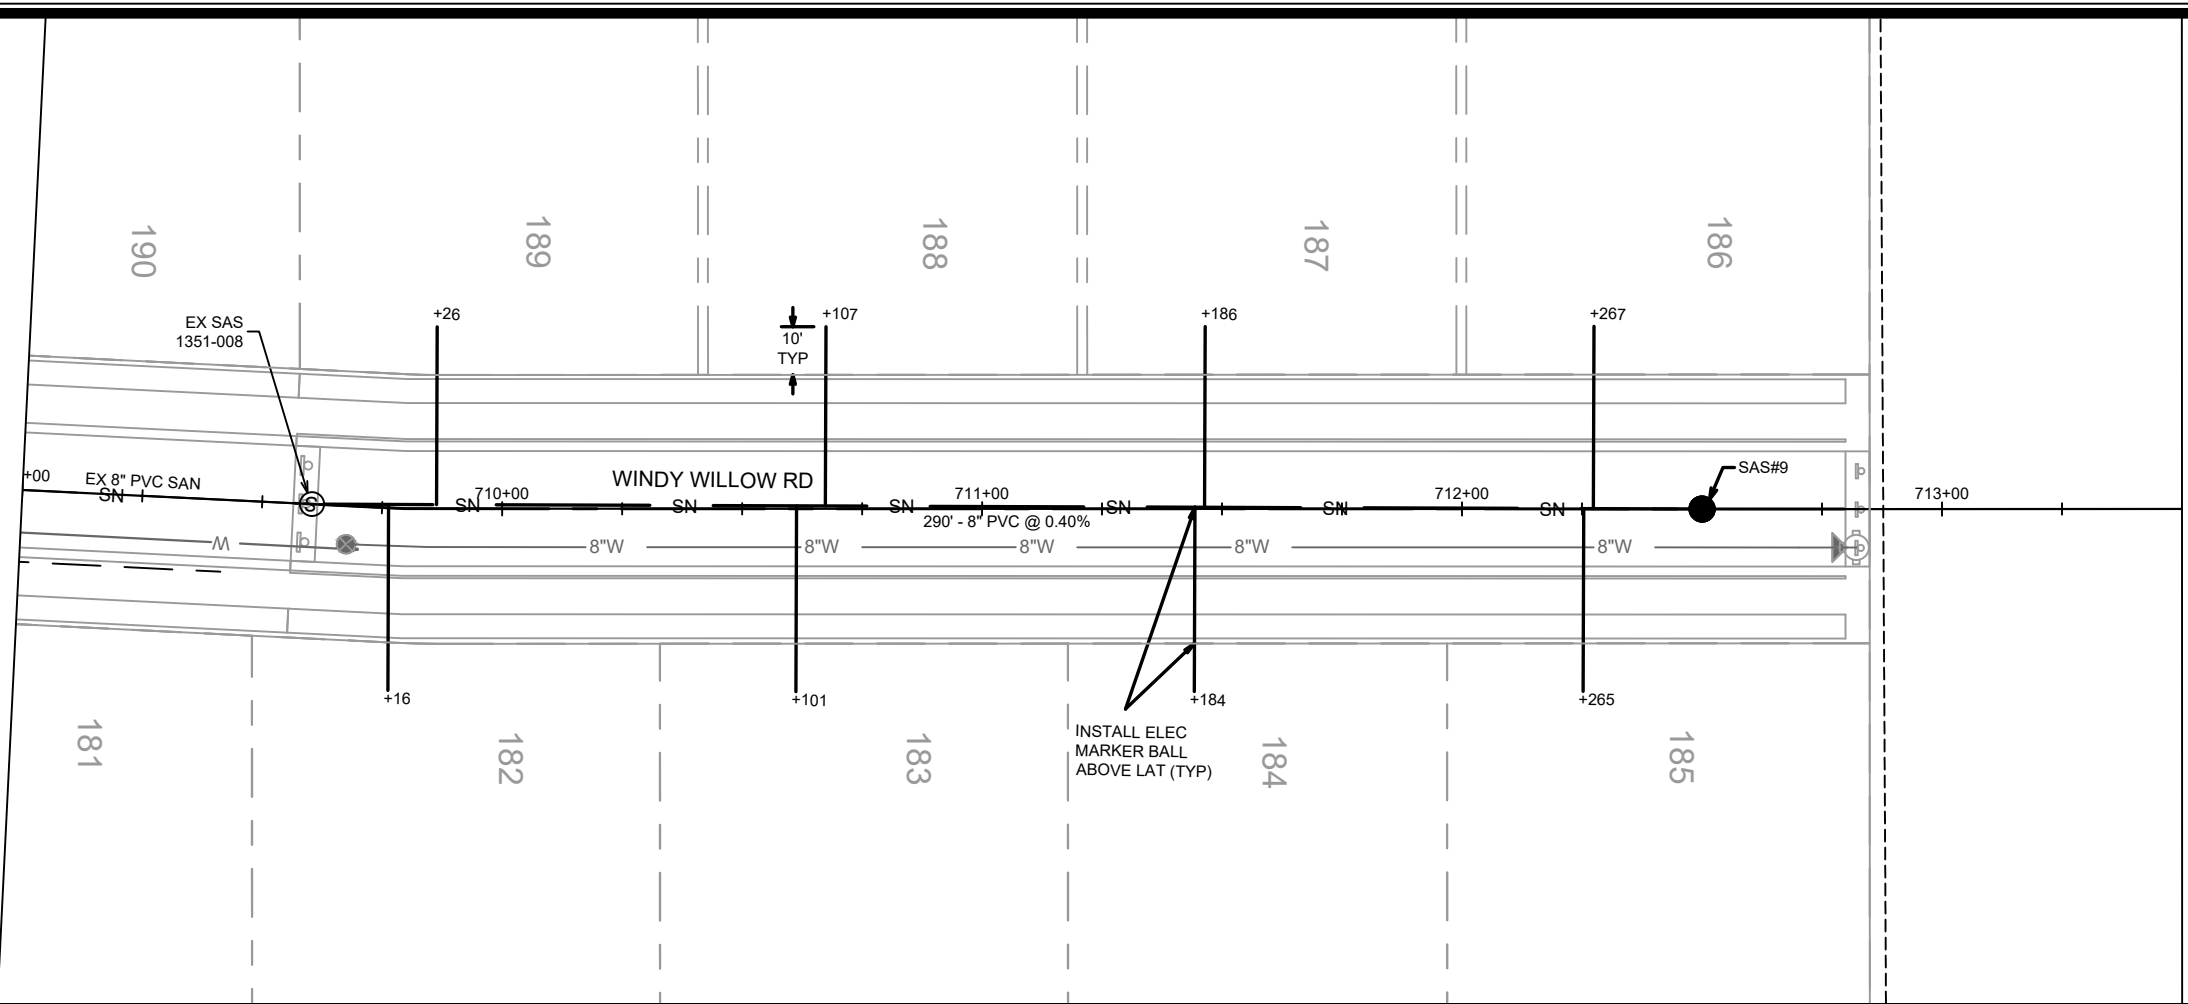 190
189
188
187
186
+26
+107
+186
+267
EX SAS
1351-008
10'
TYP
+00
EX 8" PVC SAN
WINDY WILLOW RD
SAS#9
710+00
711+00
712+00
713+00
SN
S
SN
SN
SN
SN
SN
SN
290' - 8" PVC @ 0.40%
W
8"W
8"W
8"W
8"W
8"W
+16
+101
+184
+265
INSTALL ELEC
MARKER BALL
ABOVE LAT (TYP)
181
182
183
184
185